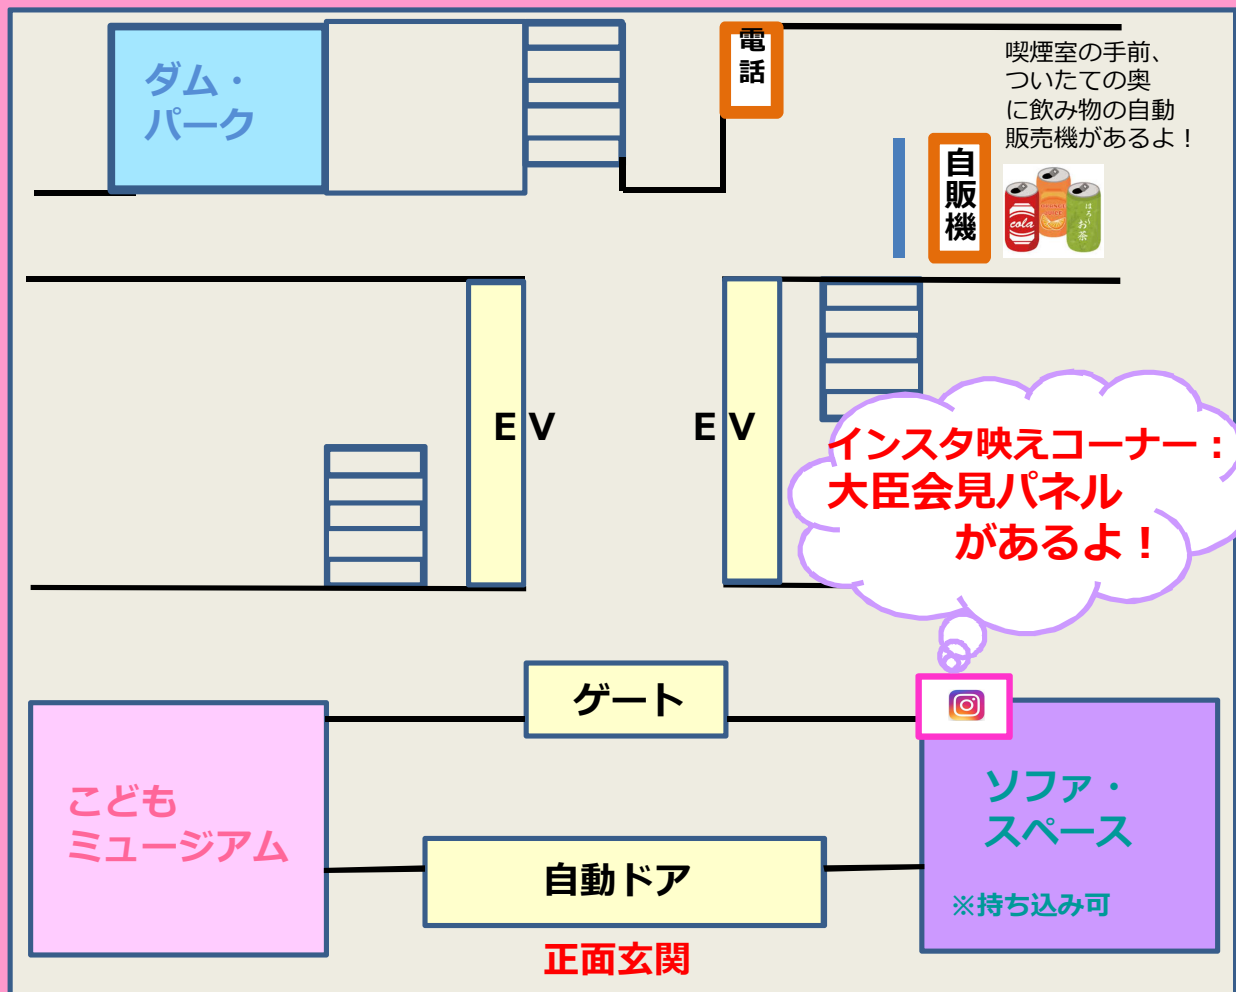 ダム・
パーク
電
話
喫煙室の手前、
ついたての奥
に飲み物の自動
販売機があるよ！
自
販
機
cola
お茶
ＥＶ
ＥＶ
インスタ映えコーナー：
大臣会見パネル
があるよ！
ゲート
こども
ミュージアム
ソファ・
スペース
※持ち込み可
自動ドア
正面玄関